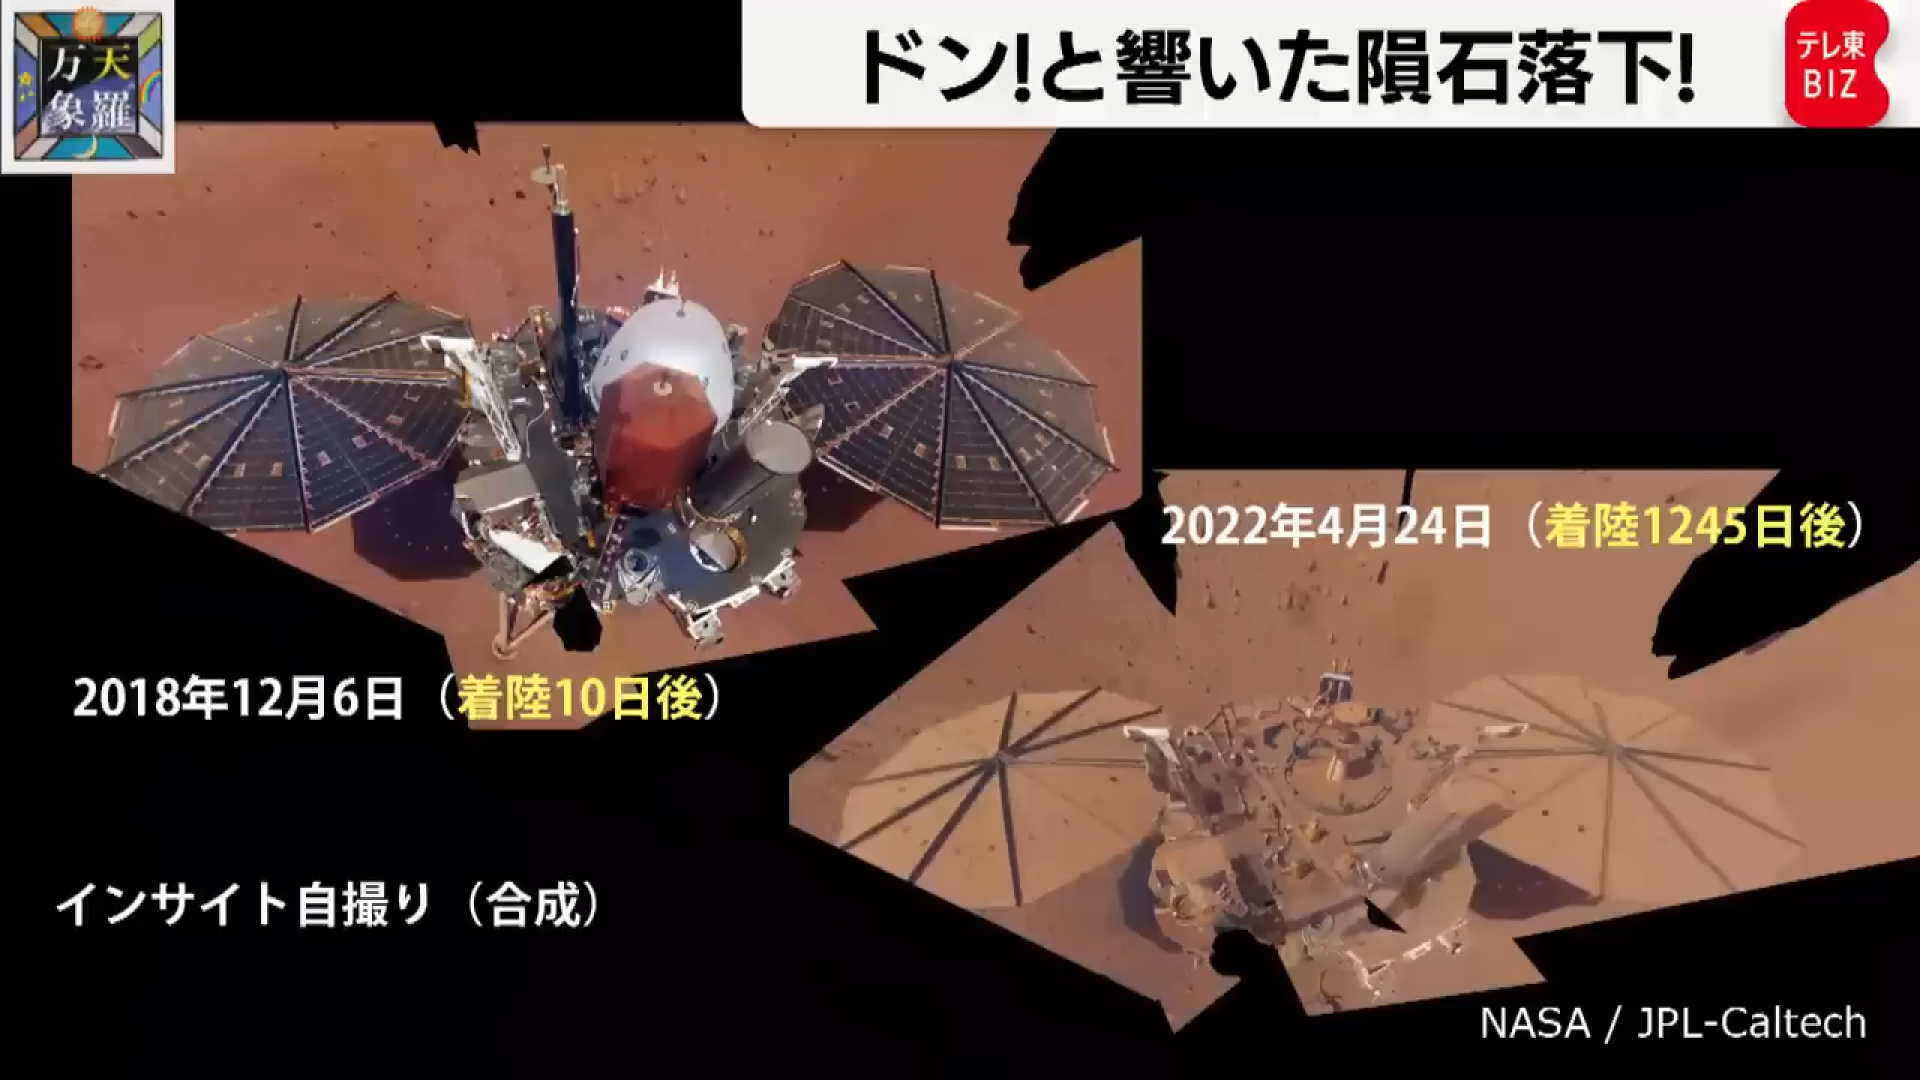 天羅
万象
ドン!と響いた隕石落下!
テレ東
BIZ
2022年4月24日（着陸1245日後）
2018年12月6日（着陸10日後）
インサイト自撮り（合成）
NASA / JPL-Caltech